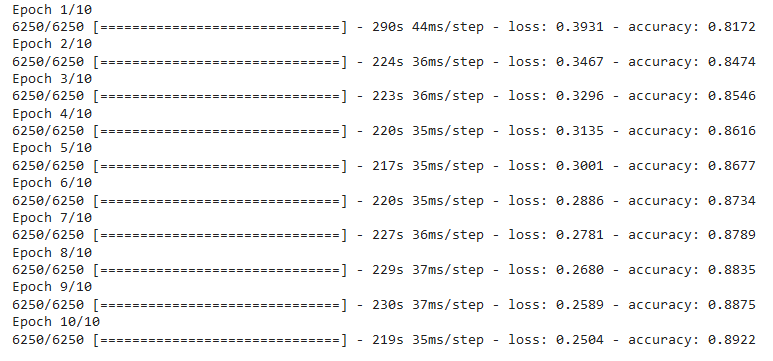 Epoch 1/10
6250/6250 [==============================] - 290s 44ms/step - loss: 0.3931 - accuracy: 0.8172
Epoch 2/10
6250/6250 [==============================] - 224s 36ms/step - loss: 0.3467 - accuracy: 0.8474
Epoch 3/10
6250/6250 [==============================] - 223s 36ms/step - loss: 0.3296 - accuracy: 0.8546
Epoch 4/10
6250/6250 [==============================] - 220s 35ms/step - loss: 0.3135 - accuracy: 0.8616
Epoch 5/10
6250/6250 [==============================] - 217s 35ms/step - loss: 0.3001 - accuracy: 0.8677
Epoch 6/10
6250/6250 [==============================] - 220s 35ms/step - loss: 0.2886 - accuracy: 0.8734
Epoch 7/10
6250/6250 [==============================] - 227s 36ms/step - loss: 0.2781 - accuracy: 0.8789
Epoch 8/10
6250/6250 [==============================] - 229s 37ms/step - loss: 0.2680 - accuracy: 0.8835
Epoch 9/10
6250/6250 [==============================] - 230s 37ms/step - loss: 0.2589 - accuracy: 0.8875
Epoch 10/10
6250/6250 [==============================] - 219s 35ms/step - loss: 0.2504 - accuracy: 0.8922